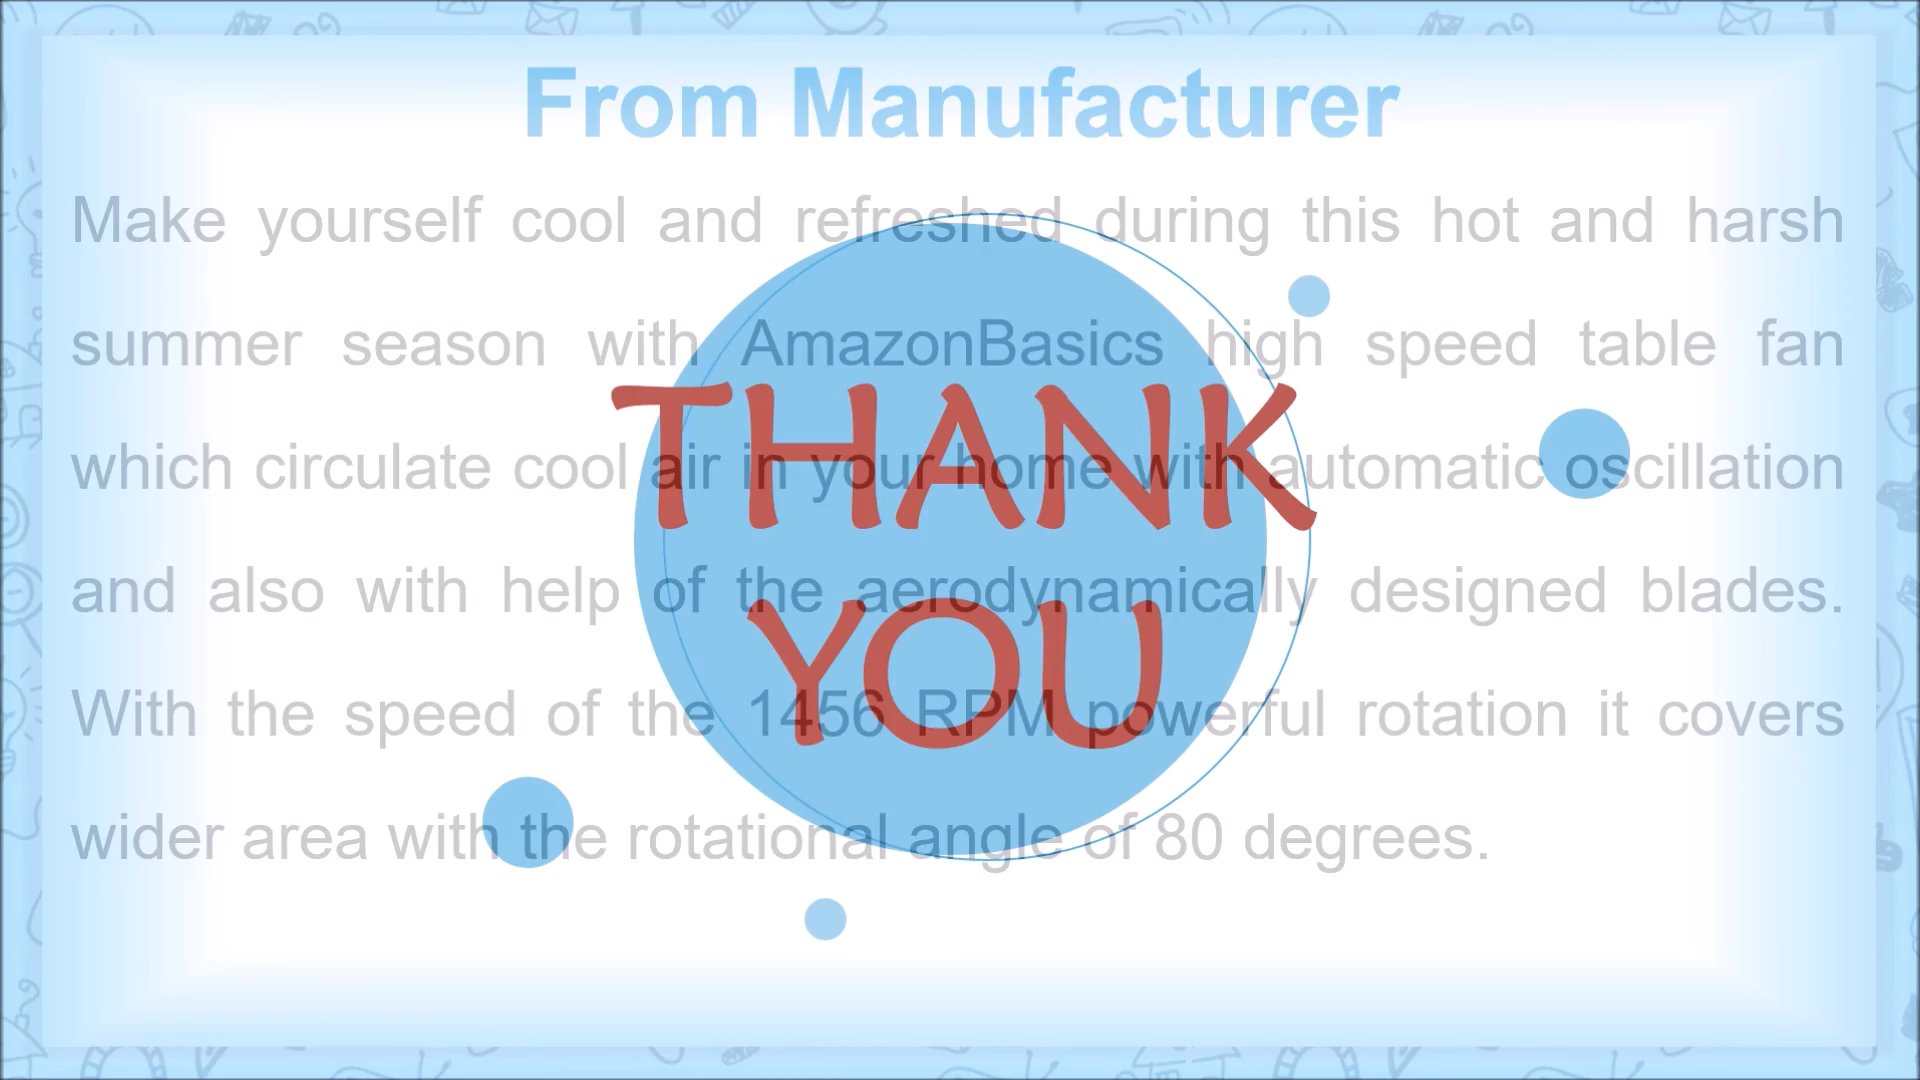 From Manufacturer
Make yourself cool and refreshed during this hot and harsh
summer season with AmazonBasics high speed table fan
which circulate cool air in your home with automatic oscillation
and also with help of the aerodynamically designed blades.
With the speed of the 1456 RPM powerful rotation it covers
wider area with the rotational angle of 80 degrees.
THANK
YOU